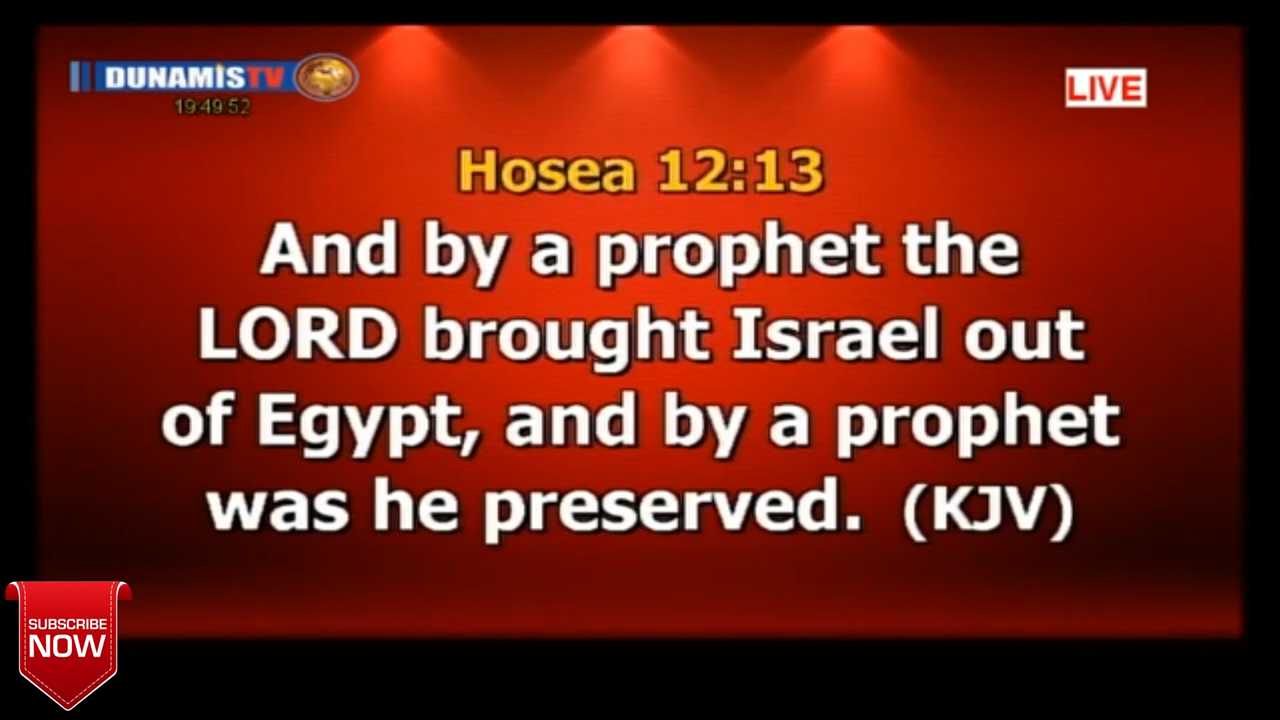 DUNAMIS TV
19:49:52
LIVE
Hosea 12:13
And by a prophet the
LORD brought Israel out
of Egypt, and by a prophet
was he preserved. (KJV)
SUBSCRIBE
NOW